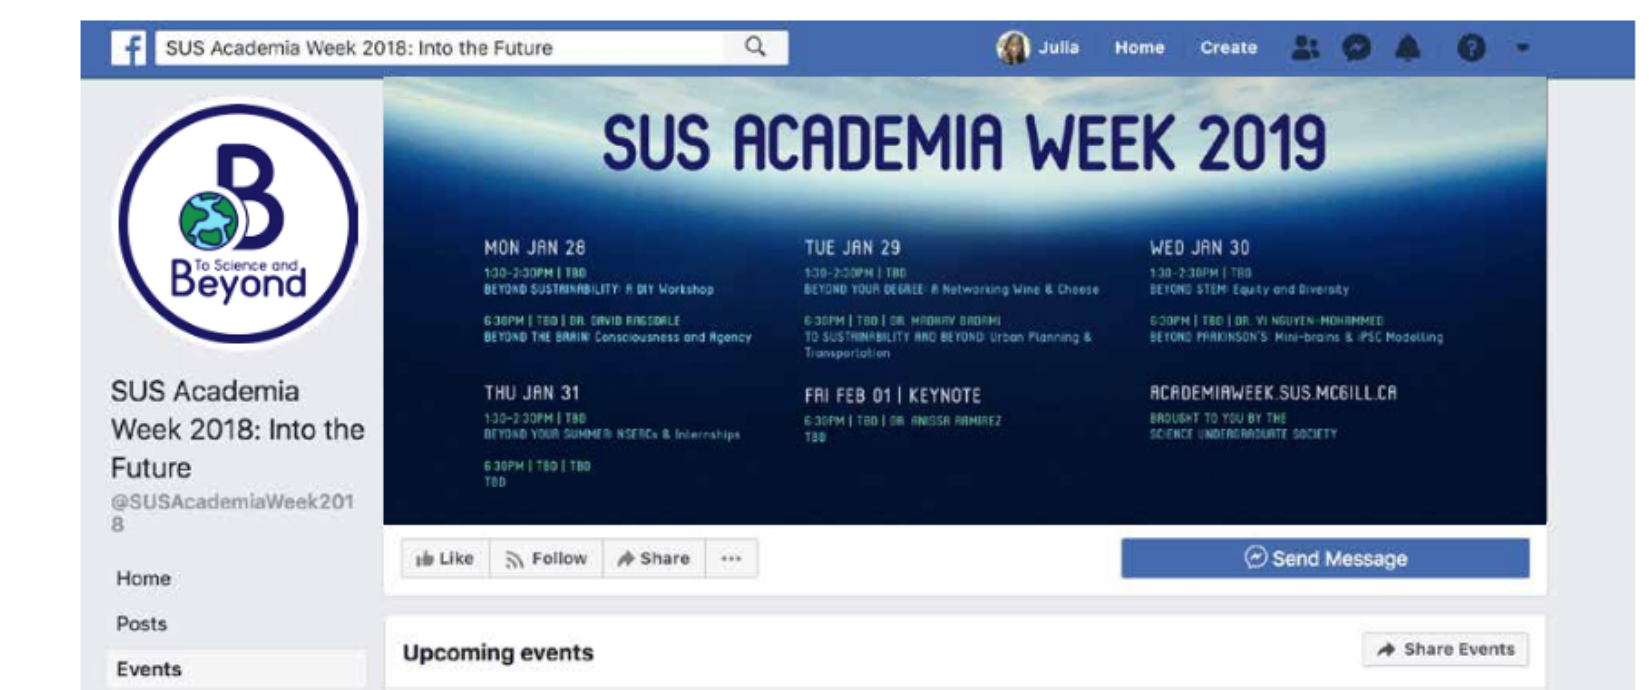 SUS Academia Week 2018: Into the Future
Julia
Home
Create
B
To Science and
Beyond
SUS Academia
Week 2018: Into the
Future
@SUSAcademiaWeek201
8
Home
Posts
Events
SUS ACADEMIA WEEK 2019
MON JAN 28
1:30-2:30PM | TBD
BEYOND SUSTAINABILITY: A DIY Workshop
6:30PM | TBD | DR. DAVID RAGSDALE
BEYOND THE BRAIN: Consciousness and Agency
TUE JAN 29
1:30-2:30PM | TBD
BEYOND YOUR DEGREE: A Networking Wine & Cheese
6:30PM | TBD | DR. MADHAV BADAMI
TO SUSTAINABILITY AND BEYOND: Urban Planning &
Transportation
WED JAN 30
1:30-2:30PM | TBD
BEYOND STEM: Equity and Diversity
6:30PM | TBD | DR. VI NGUYEN-MOHAMMED
BEYOND PARKINSON'S: Mini-brains & iPSC Modelling
THU JAN 31
1:30-2:30PM | TBD
BEYOND YOUR SUMMER: NSERCs & Internships
6:30PM | TBD | TBD
TBD
FRI FEB 01 | KEYNOTE
6:30PM | TBD | DR. ANISSA RAMIREZ
TBD
ACADEMIAWEEK.SUS.MCGILL.CA
BROUGHT TO YOU BY THE
SCIENCE UNDERGRADUATE SOCIETY
Like
Follow
Share
Send Message
Upcoming events
Share Events